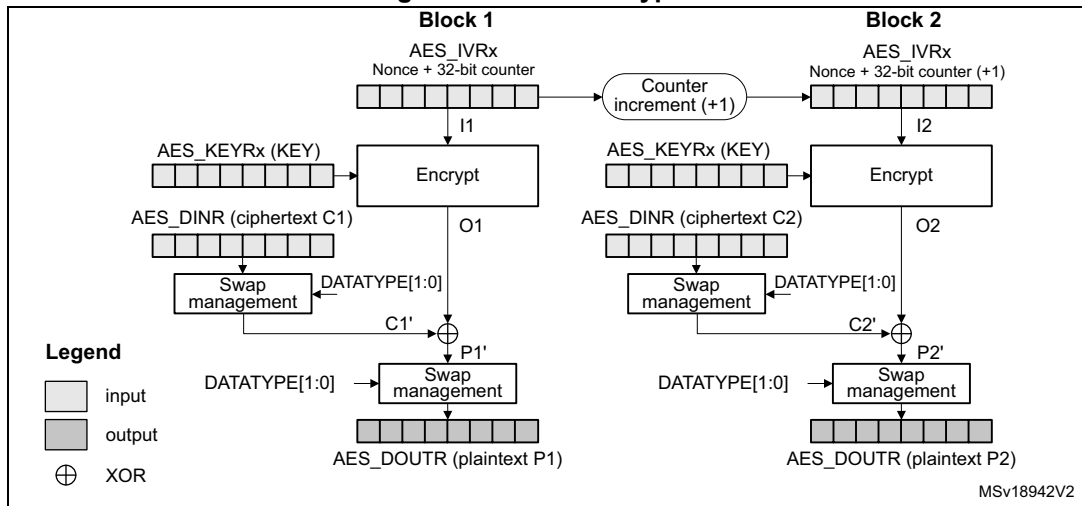 Block 1
Block 2
AES_IVRx
Nonce + 32-bit counter
AES_IVRx
Nonce + 32-bit counter (+1)
Counter
increment (+1)
I1
I2
AES_KEYRx (KEY)
AES_KEYRx (KEY)
Encrypt
Encrypt
AES_DINR (ciphertext C1)
O1
AES_DINR (ciphertext C2)
O2
Swap
management
DATATYPE[1:0]
Swap
management
DATATYPE[1:0]
C1'
C2'
Legend
P1'
P2'
input
DATATYPE[1:0]
Swap
management
DATATYPE[1:0]
Swap
management
output
AES_DOUTR (plaintext P1)
AES_DOUTR (plaintext P2)
XOR
MSv18942V2